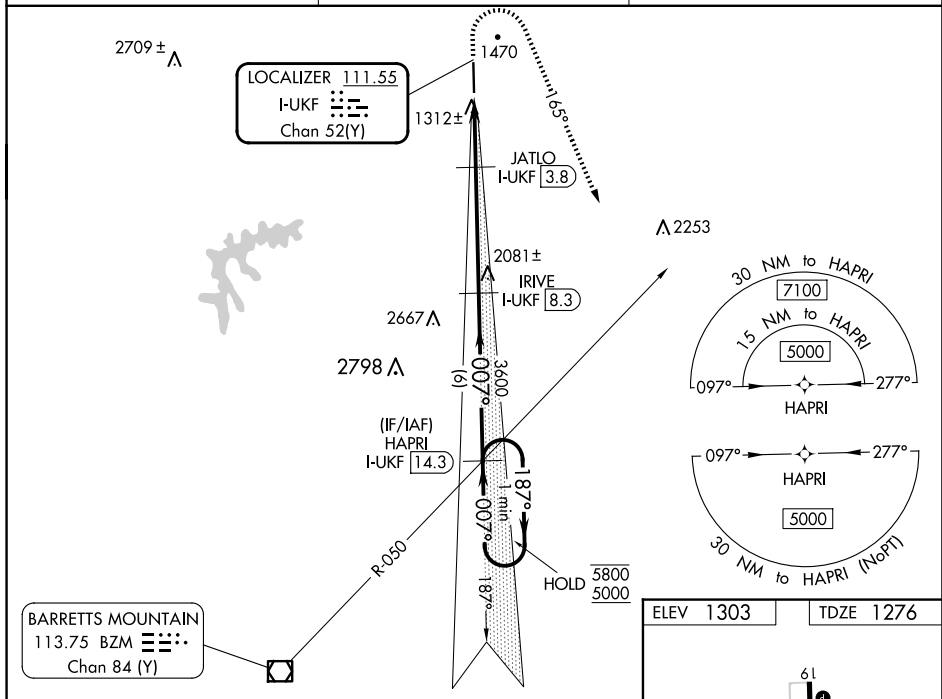 2709 ±
1470
LOCALIZER 111.55
I-UKF
Chan 52(Y)
1312±
165°
JATLO
I-UKF 3.8
2253
2081±
IRIVE
I-UKF 8.3
2667
2798
3600
007°
(6)
(IF/IAF)
HAPRI
I-UKF 14.3
187°
1 min
007°
187°
R-050
HOLD 5800
5000
30 NM to HAPRI
7100
15 NM to HAPRI
5000
097°
277°
HAPRI
097°
277°
HAPRI
5000
30 NM to HAPRI (NoPT)
BARRETTS MOUNTAIN
113.75 BZM
Chan 84 (Y)
ELEV 1303
TDZE 1276
19
P